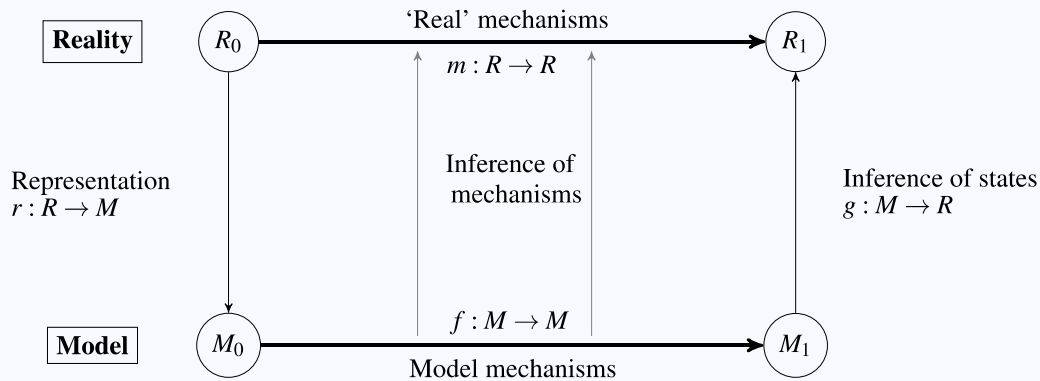 Reality
R₀
‘Real’ mechanisms
R₁
m : R → R
Representation
r : R → M
Inference of
mechanisms
Inference of states
g : M → R
Model
M₀
f : M → M
M₁
Model mechanisms